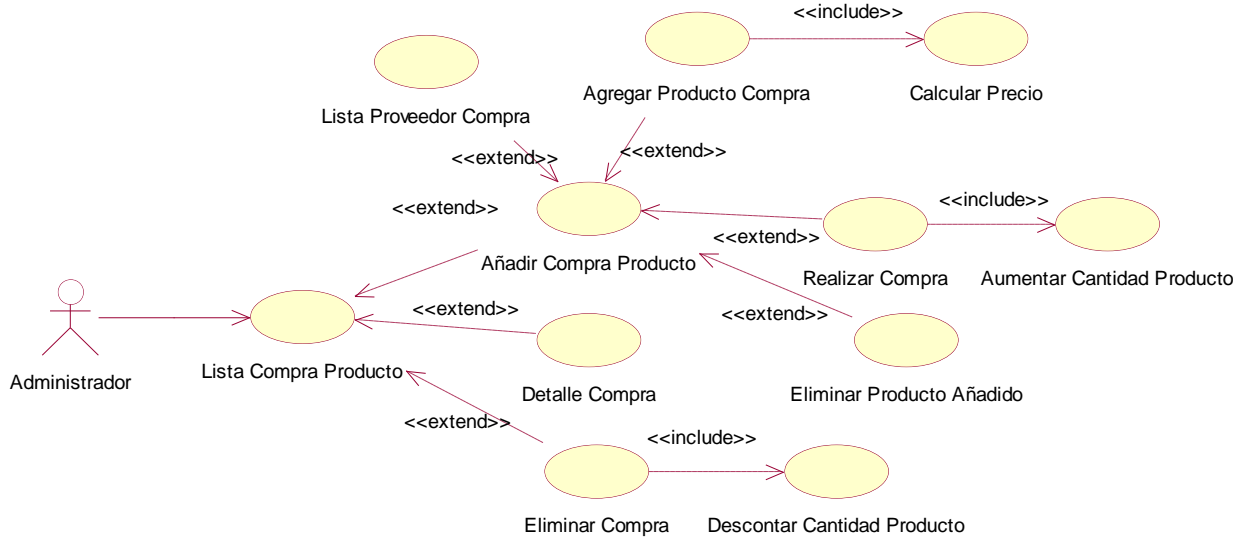 <<include>>
Agregar Producto Compra
Calcular Precio
Lista Proveedor Compra
<<extend>>
<<extend>>
<<extend>>
<<include>>
<<extend>>
Añadir Compra Producto
Realizar Compra
Aumentar Cantidad Producto
<<extend>>
<<extend>>
Administrador
Lista Compra Producto
Detalle Compra
Eliminar Producto Añadido
<<extend>>
<<include>>
Eliminar Compra
Descontar Cantidad Producto